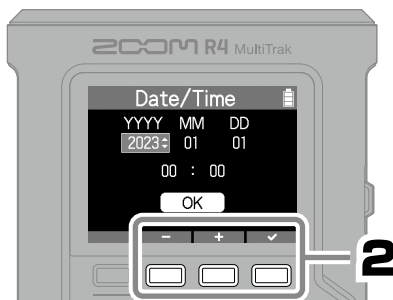 ZOOM R4 MultiTrak
Date/Time
YYYY MM DD
2023 01 01
00 : 00
OK
− + ✓
2